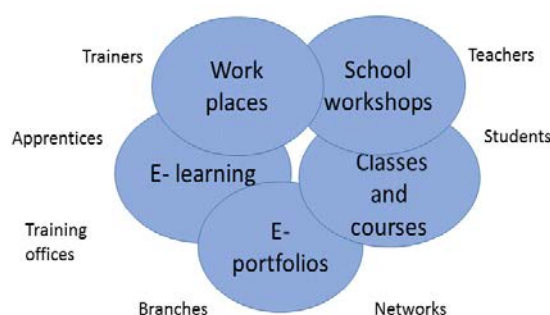 Trainers
Work
places
School
workshops
Teachers
Apprentices
E- learning
Classes
and
courses
Students
Training
offices
E-
portfolios
Branches
Networks